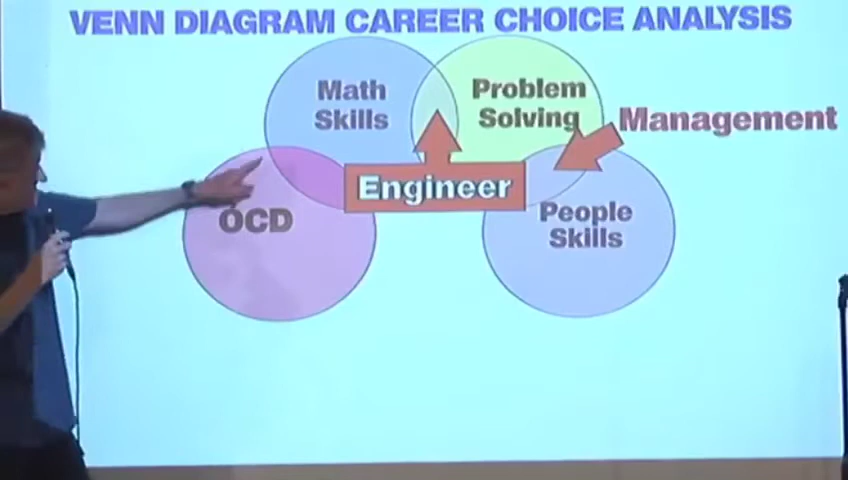 VENN DIAGRAM CAREER CHOICE ANALYSIS
Math
Skills
Problem
Solving
Management
Engineer
OCD
People
Skills